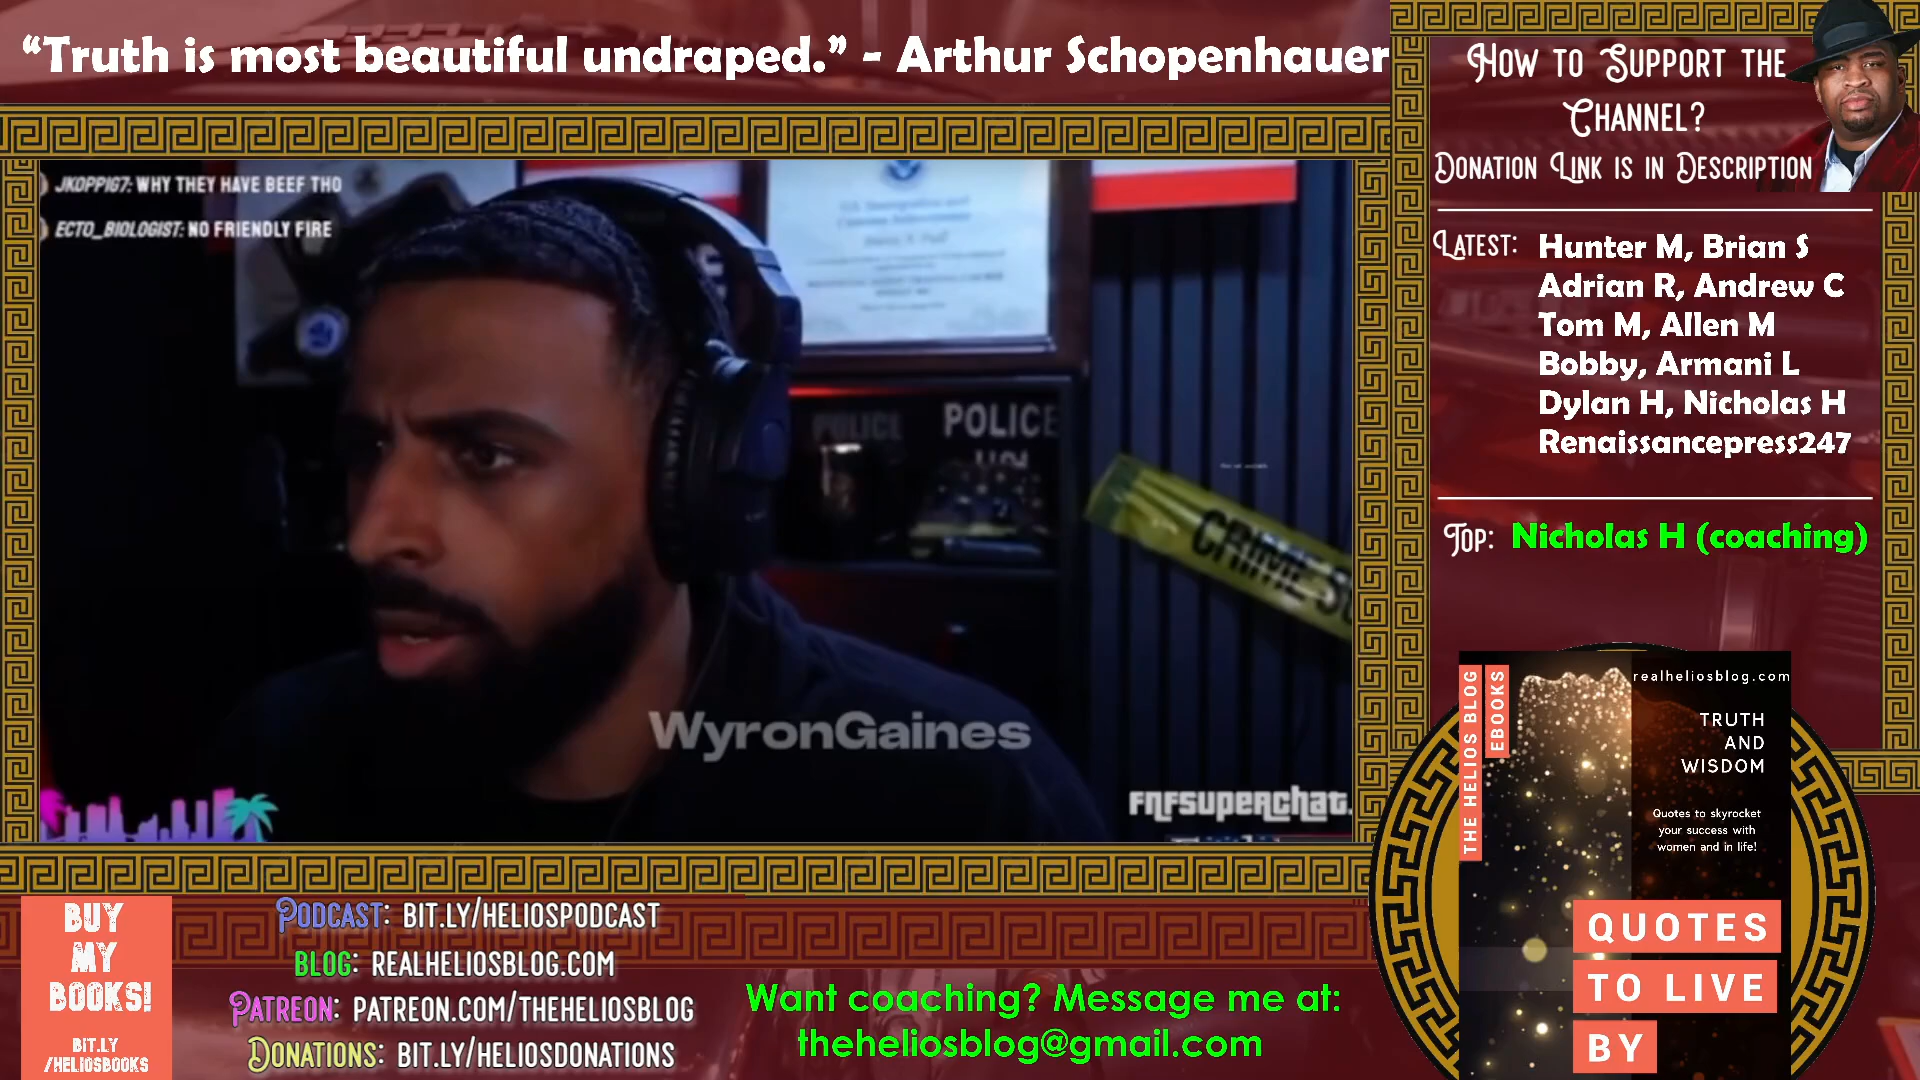 “Truth is most beautiful undraped.” - Arthur Schopenhauer
JKOPPI67: WHY THEY HAVE BEEF THO
ECTO_BIOLOGIST: NO FRIENDLY FIRE
POLICE
POLICE
CRIME
WyronGaines
FNFSUPERCHAT.
HOW TO SUPPORT THE
CHANNEL?
DONATION LINK IS IN DESCRIPTION
LATEST: Hunter M, Brian S
Adrian R, Andrew C
Tom M, Allen M
Bobby, Armani L
Dylan H, Nicholas H
Renaissancepress247
TOP: Nicholas H (coaching)
THE HELIOS BLOG
EBOOKS
realheliosblog.com
TRUTH
AND
WISDOM
Quotes to skyrocket
your success with
women and in life!
QUOTES
TO LIVE
BY
BUY
MY
BOOKS!
BIT.LY
/HELIOSBOOKS
PODCAST: BIT.LY/HELIOSPODCAST
BLOG: REALHELIOSBLOG.COM
PATREON: PATREON.COM/THEHELIOSBLOG
DONATIONS: BIT.LY/HELIOSDONATIONS
Want coaching? Message me at:
theheliosblog@gmail.com